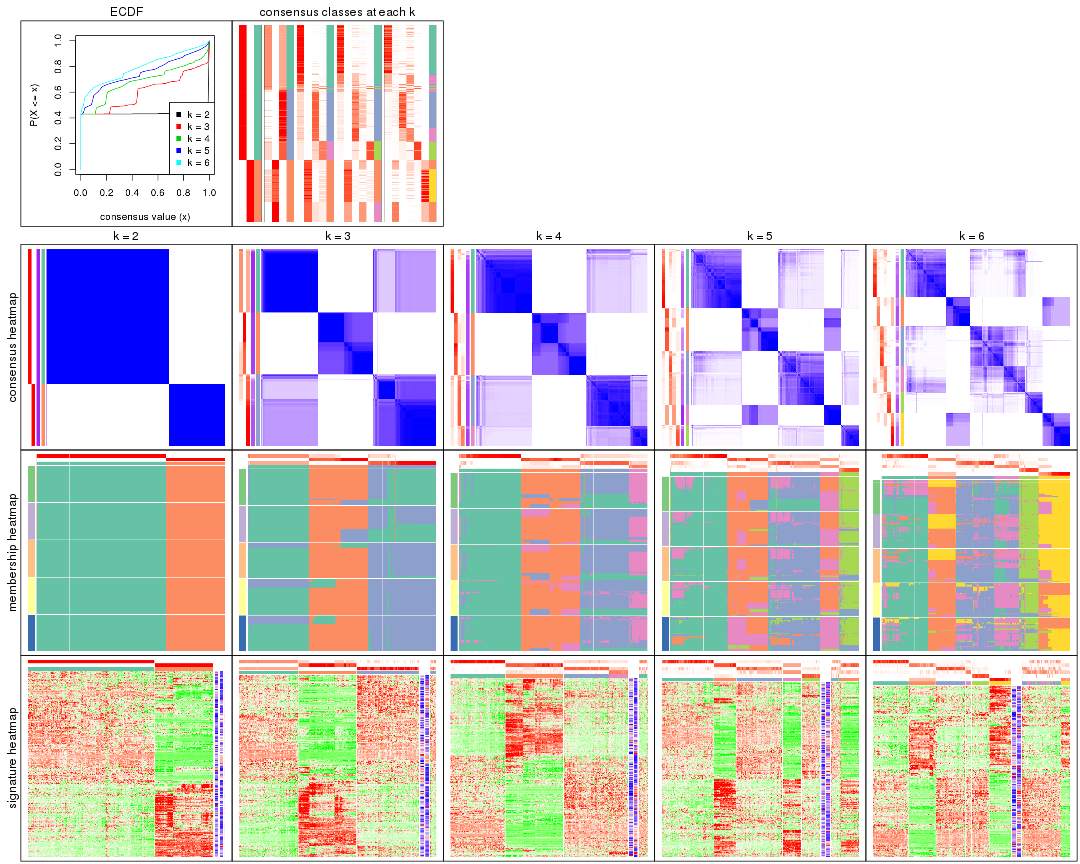 ECDF
consensus classes at each k
P(X <= x)
0.0 0.2 0.4 0.6 0.8 1.0
k = 2
k = 3
k = 4
k = 5
k = 6
0.0 0.2 0.4 0.6 0.8 1.0
consensus value (x)
k = 2 k = 3 k = 4 k = 5 k = 6
consensus heatmap
membership heatmap
signature heatmap